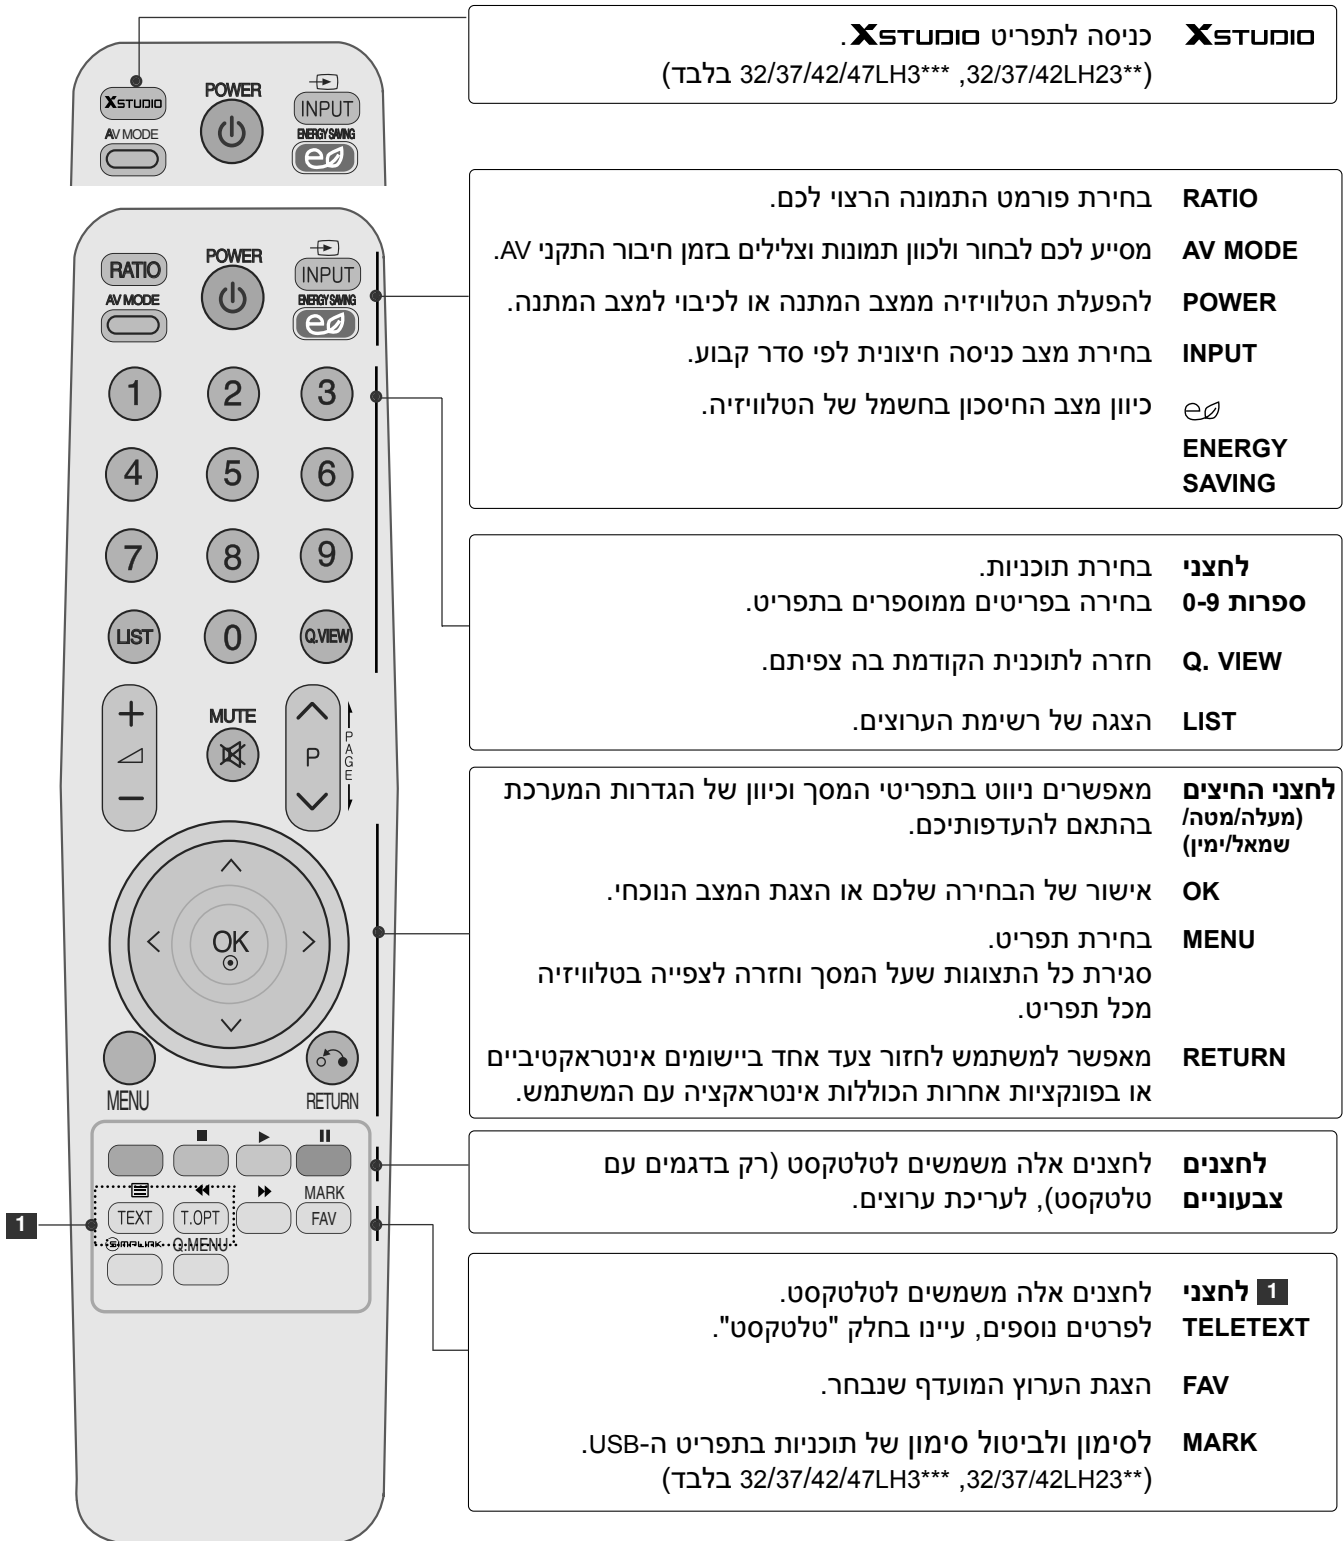 XSTUDIO כניסה לתפריט XSTUDIO.
(32/37/42LH23**, 32/37/42/47LH3*** בלבד)
RATIO בחירת פורמט התמונה הרצוי לכם.
AV MODE מסייע לכם לבחור ולכוון תמונות וצלילים בזמן חיבור התקני AV.
POWER להפעלת הטלוויזיה ממצב המתנה או לכיבוי למצב המתנה.
INPUT בחירת מצב כניסה חיצונית לפי סדר קבוע.
כיוון מצב החיסכון בחשמל של הטלוויזיה.
ENERGY
SAVING
לחצני בחירת תוכניות.
ספרות 0-9 בחירה בפריטים ממוספרים בתפריט.
Q. VIEW חזרה לתוכנית הקודמת בה צפיתם.
LIST הצגה של רשימת הערוצים.
לחצני החיצים מאפשרים ניווט בתפריטי המסך וכיוון של הגדרות המערכת
(מעלה/מטה/ בהתאם להעדפותיכם.
שמאל/ימין)
OK אישור של הבחירה שלכם או הצגת המצב הנוכחי.
MENU בחירת תפריט.
סגירת כל התצוגות שעל המסך וחזרה לצפייה בטלוויזיה
מכל תפריט.
RETURN מאפשר למשתמש לחזור צעד אחד ביישומים אינטראקטיביים
או בפונקציות אחרות הכוללות אינטראקציה עם המשתמש.
לחצנים לחצנים אלה משמשים לטלטקסט (רק בדגמים עם
צבעוניים טלטקסט), לעריכת ערוצים.
1 לחצני לחצנים אלה משמשים לטלטקסט.
TELETEXT לפרטים נוספים, עיינו בחלק "טלטקסט".
FAV הצגת הערוץ המועדף שנבחר.
MARK לסימון ולביטול סימון של תוכניות בתפריט ה-USB.
(32/37/42LH23**, 32/37/42/47LH3*** בלבד)
XSTUDIO POWER INPUT
AV MODE ENERGY SAVING
RATIO POWER INPUT
AV MODE ENERGY SAVING
1 2 3
4 5 6
7 8 9
LIST 0 Q.VIEW
MUTE
P
PAGE
OK
MENU RETURN
MARK
TEXT T.OPT FAV
SIMPLINK Q.MENU
1